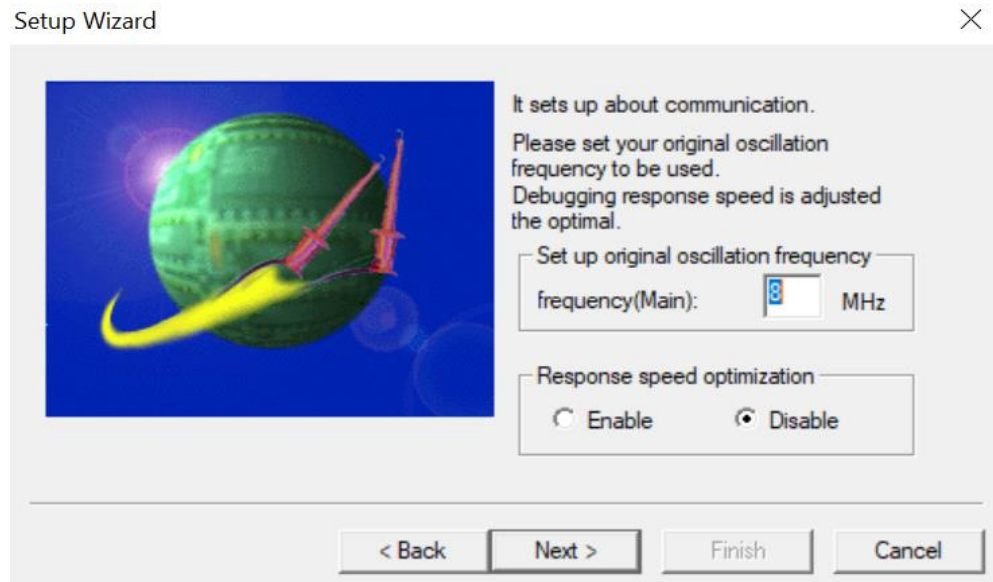 Setup Wizard
It sets up about communication.
Please set your original oscillation
frequency to be used.
Debugging response speed is adjusted
the optimal.
Set up original oscillation frequency
frequency(Main): 8 MHz
Response speed optimization
Enable Disable
< Back Next > Finish Cancel